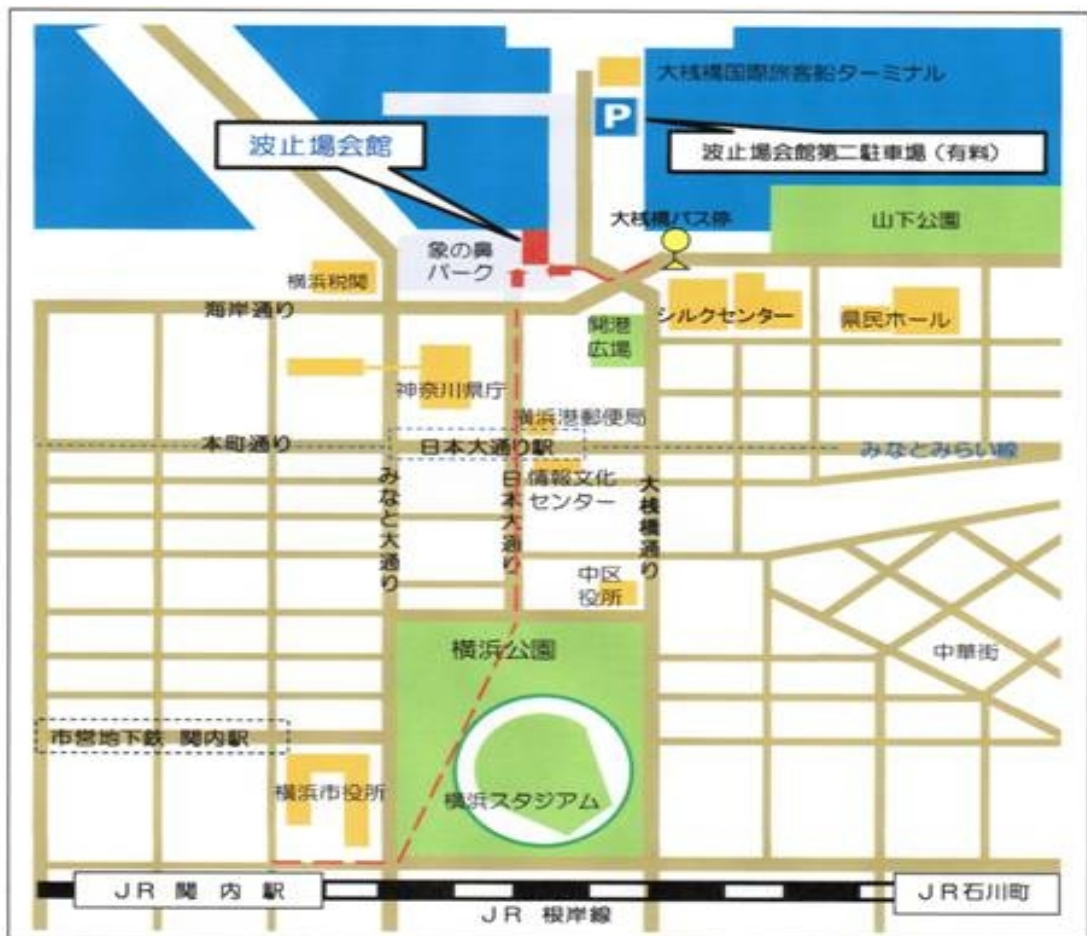 大桟橋国際旅客船ターミナル
P
波止場会館
波止場会館第二駐車場（有料）
大桟橋バス停
山下公園
象の鼻
パーク
横浜税関
海岸通り
シルクセンター
県民ホール
開港
広場
神奈川県庁
横浜港郵便局
本町通り
日本大通り駅
みなとみらい線
情報文化
センター
みなと大通り
日本大通り
大桟橋通り
中区
役所
横浜公園
中華街
市営地下鉄 関内駅
横浜市役所
横浜スタジアム
JR 関内駅
JR石川町
JR 根岸線